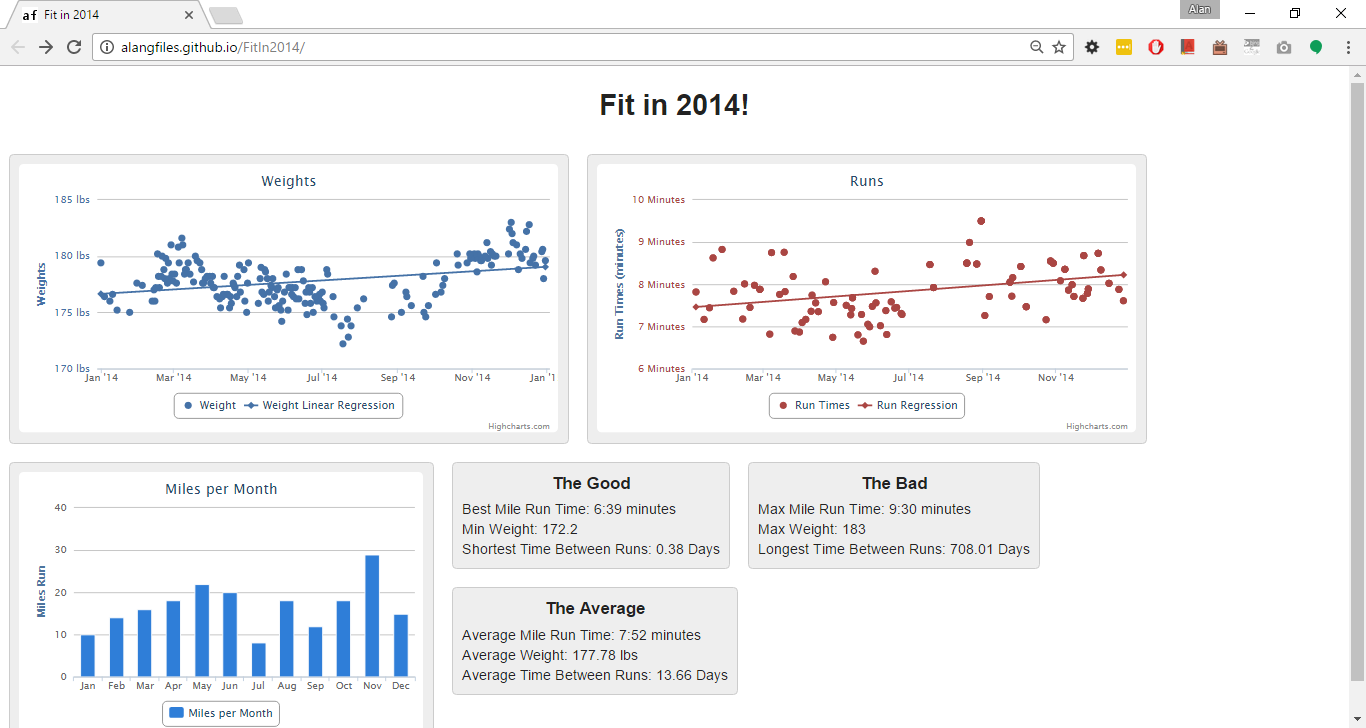 af Fit in 2014
Alan
alangfiles.github.io/FitIn2014/
Fit in 2014!
Weights
185 lbs
180 lbs
175 lbs
170 lbs
Weights
Jan '14 Mar '14 May '14 Jul '14 Sep '14 Nov '14 Jan '1
Weight Weight Linear Regression
Highcharts.com
Runs
10 Minutes
9 Minutes
8 Minutes
7 Minutes
6 Minutes
Run Times (minutes)
Jan '14 Mar '14 May '14 Jul '14 Sep '14 Nov '14
Run Times Run Regression
Highcharts.com
Miles per Month
40
30
20
10
0
Miles Run
Jan Feb Mar Apr May Jun Jul Aug Sep Oct Nov Dec
Miles per Month
The Good
Best Mile Run Time: 6:39 minutes
Min Weight: 172.2
Shortest Time Between Runs: 0.38 Days
The Bad
Max Mile Run Time: 9:30 minutes
Max Weight: 183
Longest Time Between Runs: 708.01 Days
The Average
Average Mile Run Time: 7:52 minutes
Average Weight: 177.78 lbs
Average Time Between Runs: 13.66 Days